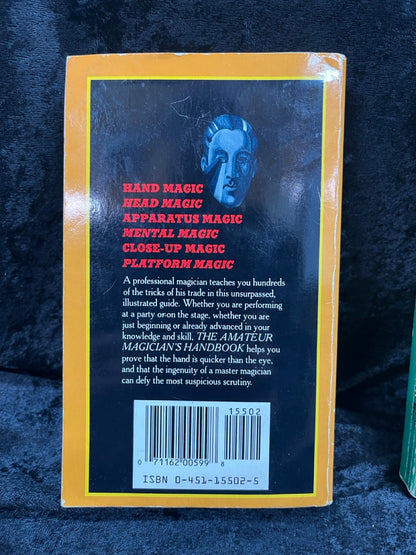 HAND MAGIC
HEAD MAGIC
APPARATUS MAGIC
MENTAL MAGIC
CLOSE-UP MAGIC
PLATFORM MAGIC
A professional magician teaches you hundreds
of the tricks of his trade in this unsurpassed,
illustrated guide. Whether you are performing
at a party or on the stage, whether you are
just beginning or already advanced in your
knowledge and skill, THE AMATEUR
MAGICIAN'S HANDBOOK helps you
prove that the hand is quicker than the eye,
and that the ingenuity of a master magician
can defy the most suspicious scrutiny.
15502
0 71162 00599 8
ISBN 0-451-15502-5